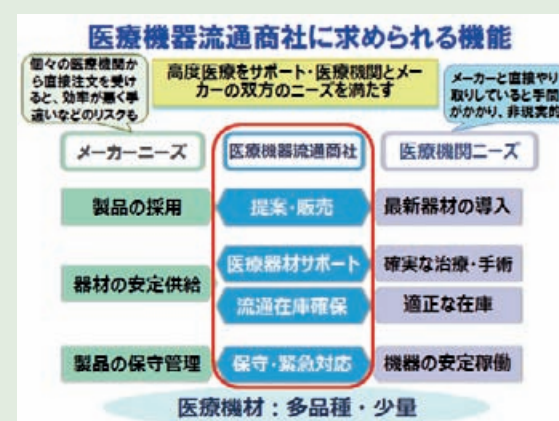 医療機器流通商社に求められる機能
個々の医療機関か
ら直接注文を受け
ると、効率が悪く手
違いなどのリスクも
高度医療をサポート・医療機関とメー
カーの双方のニーズを満たす
メーカーと直接やり
取りしていると手間
がかかり、非現実的
メーカーニーズ
医療機器流通商社
医療機関ニーズ
製品の採用
提案・販売
最新器材の導入
器材の安定供給
医療器材サポート
確実な治療・手術
流通在庫確保
適正な在庫
製品の保守管理
保守・緊急対応
機器の安定稼働
医療機材：多品種・少量